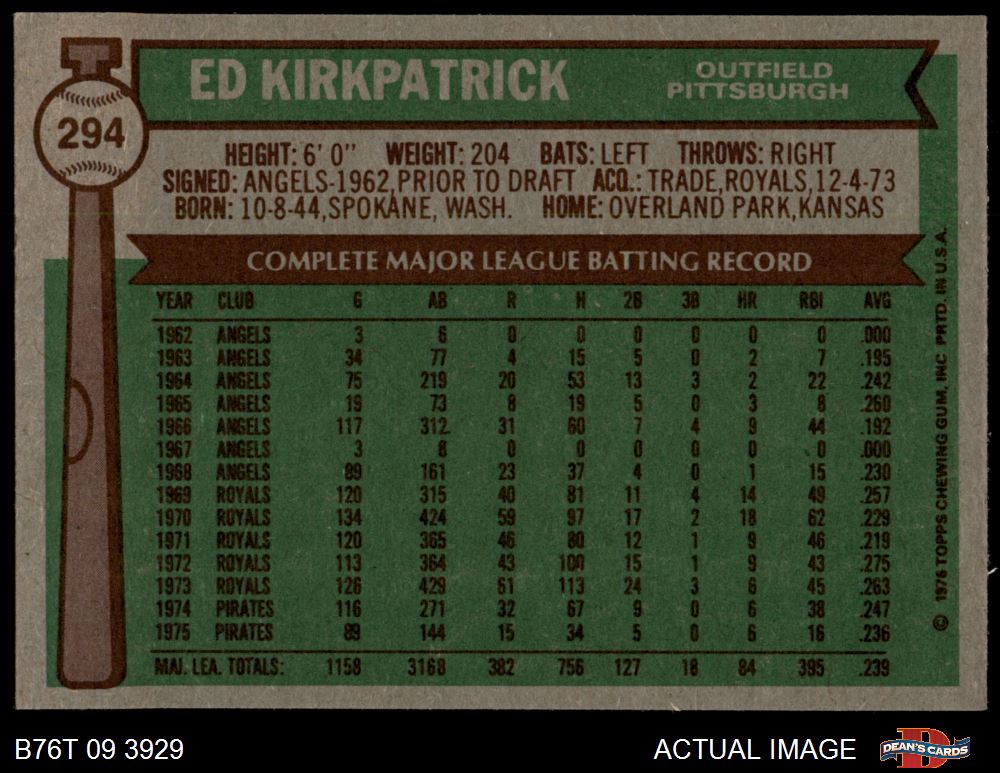 294
ED KIRKPATRICK
OUTFIELD
PITTSBURGH
HEIGHT: 6' 0" WEIGHT: 204 BATS: LEFT THROWS: RIGHT
SIGNED: ANGELS-1962, PRIOR TO DRAFT ACQ.: TRADE, ROYALS, 12-4-73
BORN: 10-8-44, SPOKANE, WASH. HOME: OVERLAND PARK, KANSAS
COMPLETE MAJOR LEAGUE BATTING RECORD
YEAR CLUB G AB R H 2B 3B HR RBI AVG
1962 ANGELS 3 6 0 0 0 0 0 0 .000
1963 ANGELS 34 77 4 15 5 0 2 7 .195
1964 ANGELS 75 219 20 53 13 3 2 22 .242
1965 ANGELS 19 73 8 19 5 0 3 8 .260
1966 ANGELS 117 312 31 60 7 4 9 44 .192
1967 ANGELS 3 8 0 0 0 0 0 0 .000
1968 ANGELS 89 161 23 37 4 0 1 15 .230
1969 ROYALS 120 315 40 81 11 4 14 49 .257
1970 ROYALS 134 424 59 97 17 2 18 62 .229
1971 ROYALS 120 365 46 80 12 1 9 46 .219
1972 ROYALS 113 364 43 100 15 1 9 43 .275
1973 ROYALS 126 429 61 113 24 3 6 45 .263
1974 PIRATES 116 271 32 67 9 0 6 38 .247
1975 PIRATES 89 144 15 34 5 0 6 16 .236
MAJ. LEA. TOTALS: 1158 3168 382 756 127 18 84 395 .239
© 1976 TOPPS CHEWING GUM, INC PRTD. IN U.S.A.
B76T 09 3929
ACTUAL IMAGE
DEAN'S CARDS